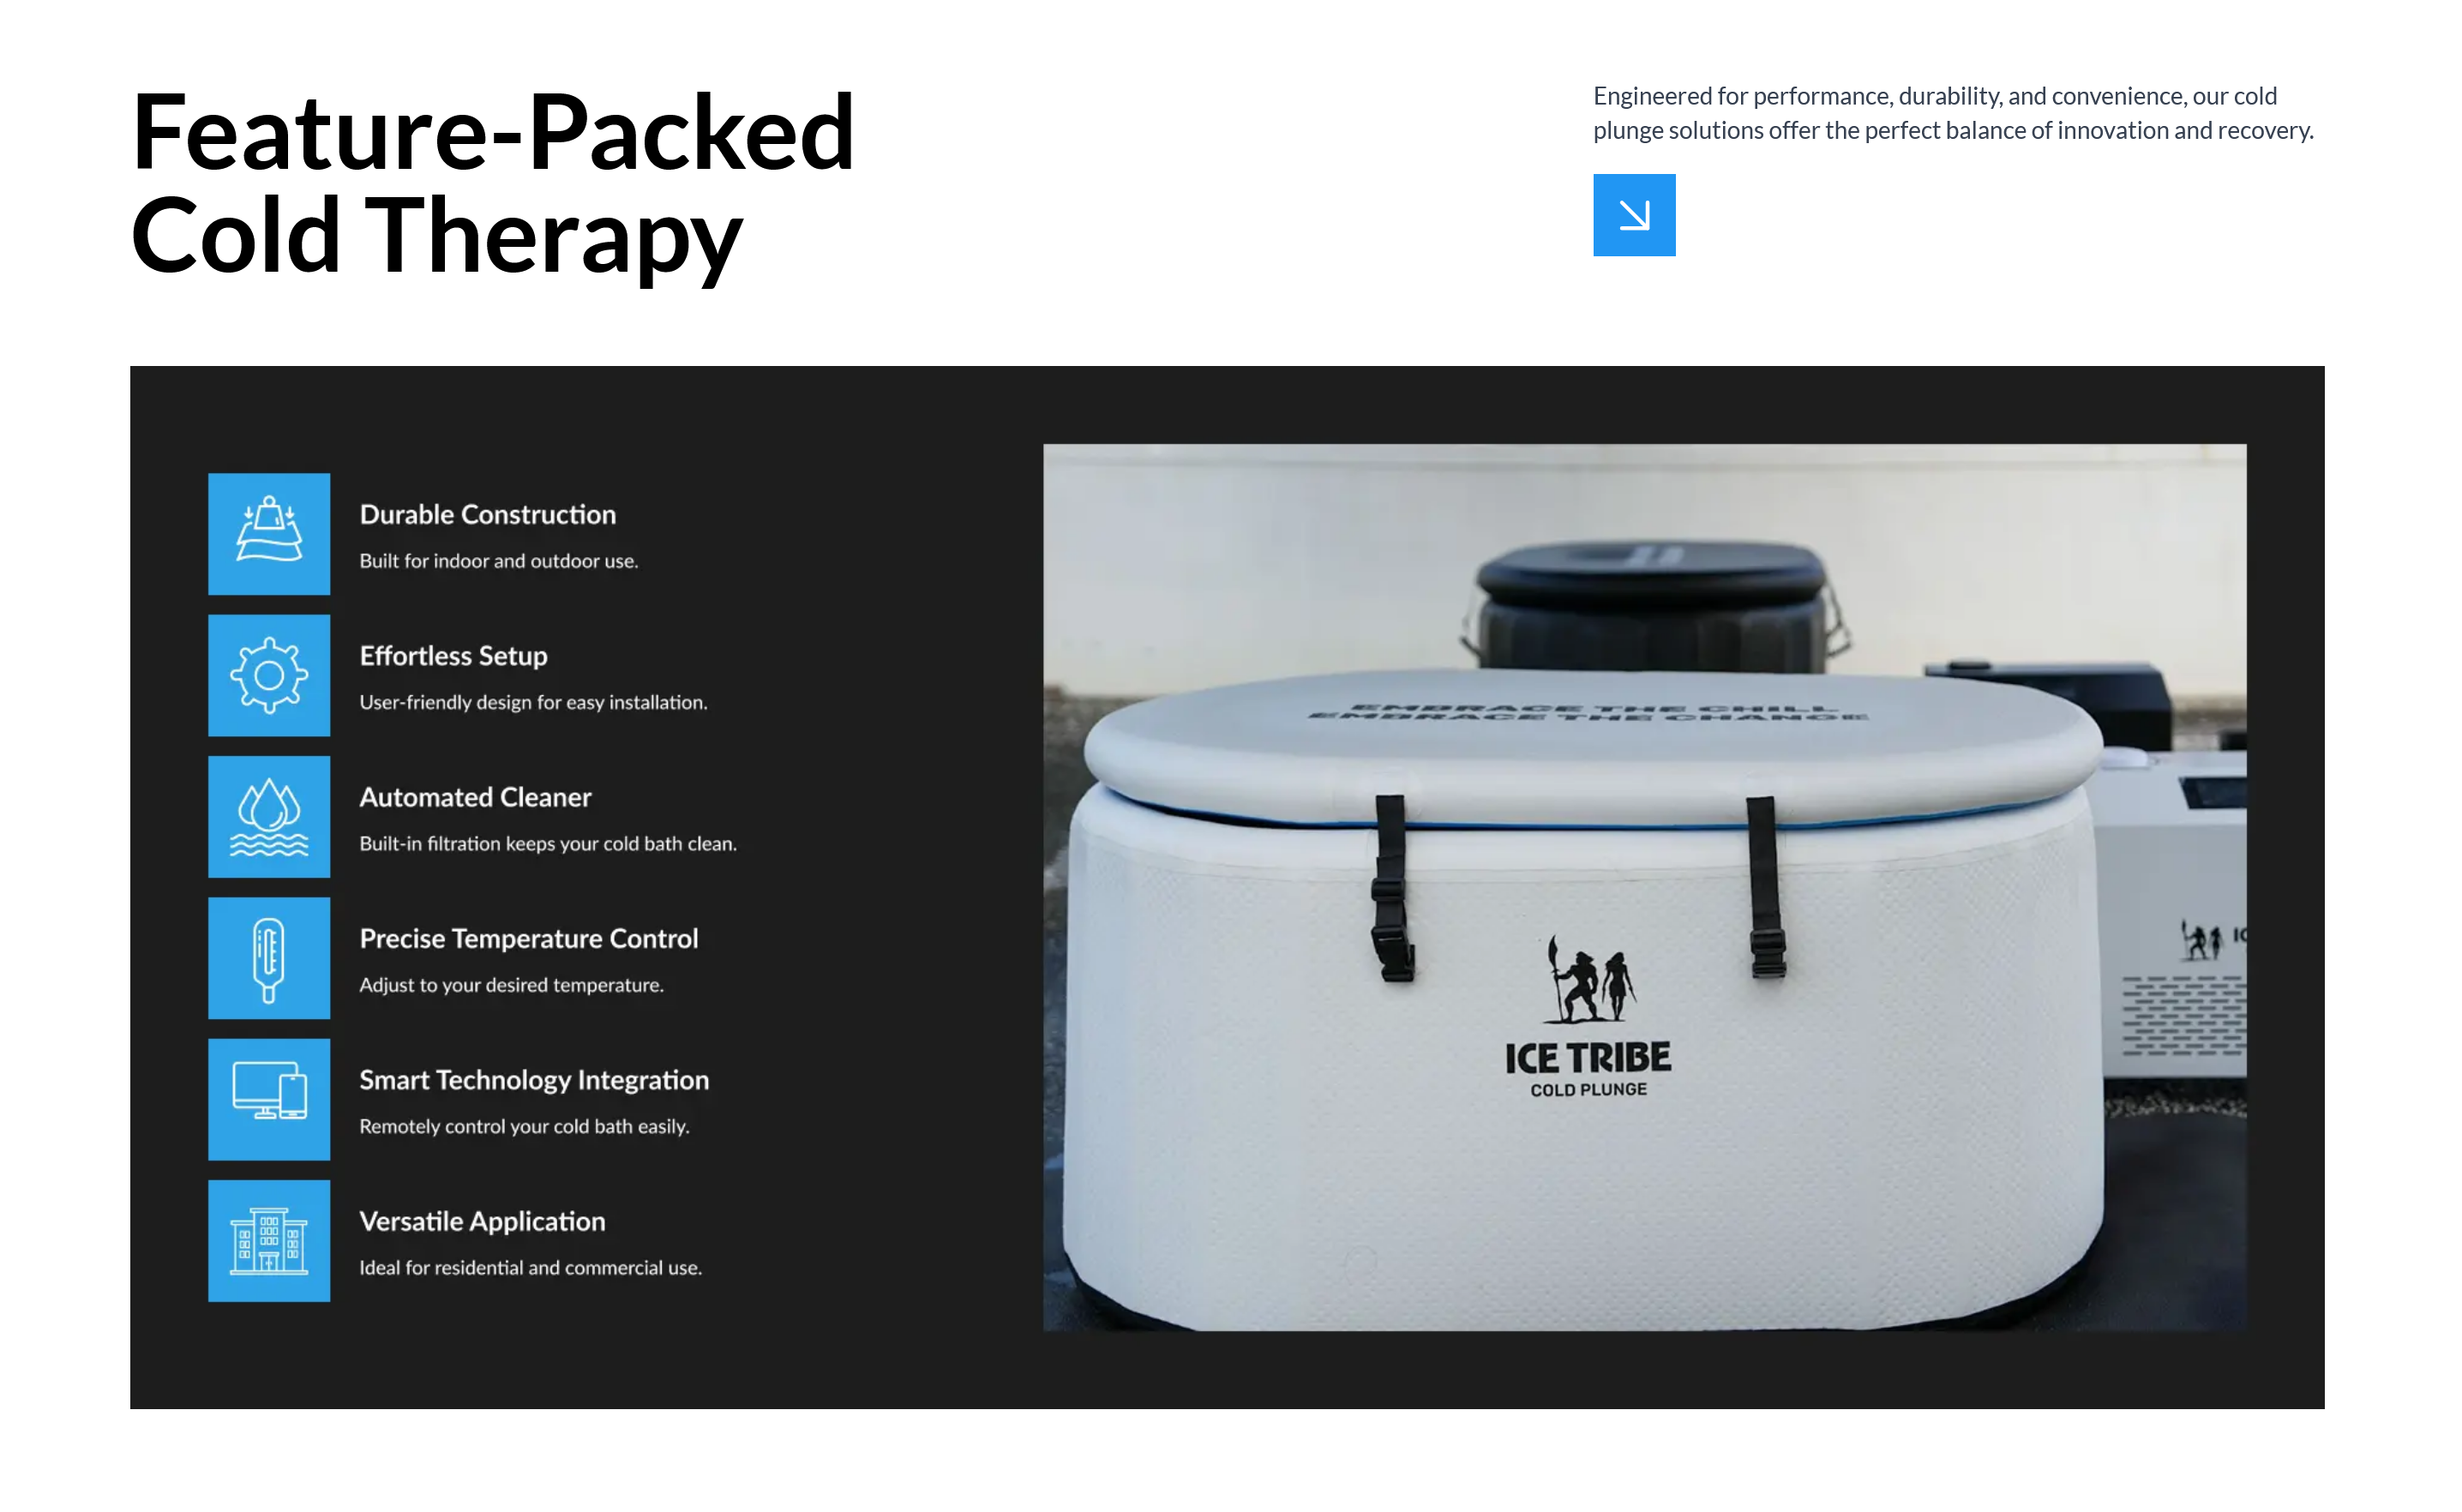 Feature-Packed
Cold Therapy
Engineered for performance, durability, and convenience, our cold
plunge solutions offer the perfect balance of innovation and recovery.
Durable Construction
Built for indoor and outdoor use.
Effortless Setup
User-friendly design for easy installation.
Automated Cleaner
Built-in filtration keeps your cold bath clean.
Precise Temperature Control
Adjust to your desired temperature.
Smart Technology Integration
Remotely control your cold bath easily.
Versatile Application
Ideal for residential and commercial use.
EMBRACE THE CHILL
EMBRACE THE CHANGE
ICE TRIBE
COLD PLUNGE